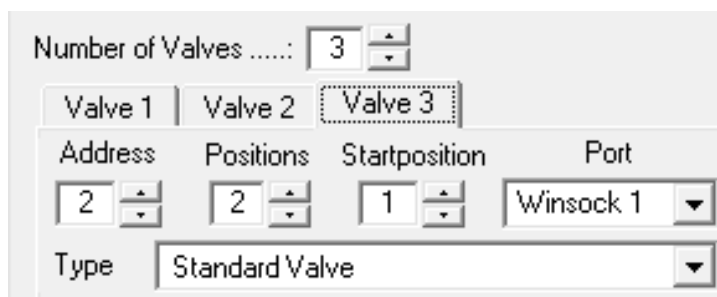 Number of Valves .....: 3
Valve 1 Valve 2 Valve 3
Address Positions Startposition Port
2 2 1 Winsock 1
Type Standard Valve